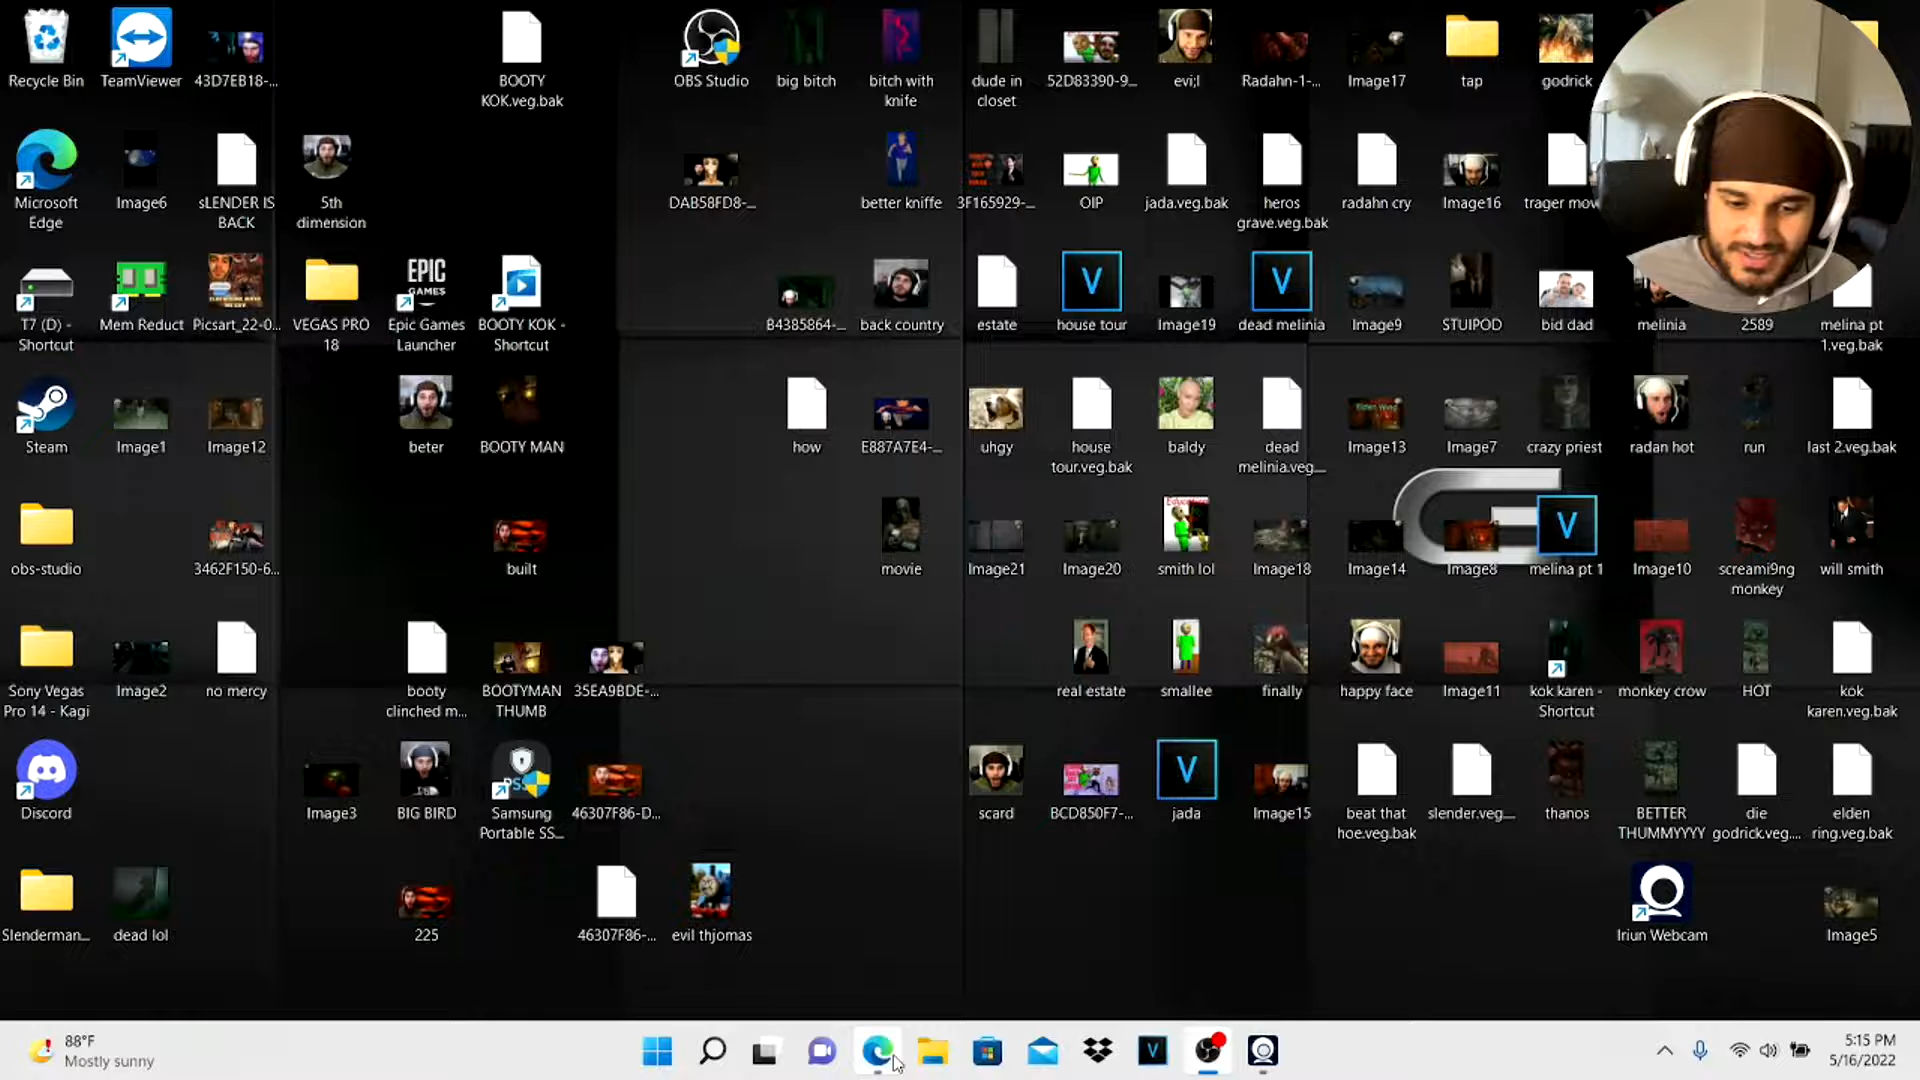 Recycle Bin
TeamViewer
43D7EB18-...
BOOTY
KOK.veg.bak
OBS Studio
big bitch
bitch with
knife
dude in
closet
52D83390-9...
evi;l
Radahn-1-...
Image17
tap
godrick
Microsoft
Edge
Image6
sLENDER IS
BACK
5th
dimension
DAB58FD8-...
better kniffe
3F165929-...
OIP
jada.veg.bak
heros
grave.veg.bak
radahn cry
Image16
trager mov
T7 (D) -
Shortcut
Mem Reduct
Picsart_22-0...
VEGAS PRO
18
EPIC
GAMES
Epic Games
Launcher
BOOTY KOK -
Shortcut
B4385864-...
back country
estate
V
house tour
Image19
V
dead melinia
Image9
STUIPOD
bid dad
melinia
2589
melina pt
1.veg.bak
Steam
Image1
Image12
beter
BOOTY MAN
how
E887A7E4-...
uhgy
house
tour.veg.bak
baldy
dead
melinia.veg...
Elden Wing
Image13
Image7
crazy priest
radan hot
run
last 2.veg.bak
obs-studio
3462F150-6...
built
movie
Image21
Image20
smith lol
Image18
Image14
Image8
V
melina pt 1
Image10
screami9ng
monkey
will smith
Sony Vegas
Pro 14 - Kagi
Image2
no mercy
booty
clinched m...
BOOTYMAN
THUMB
35EA9BDE-...
real estate
smallee
finally
happy face
Image11
kok karen -
Shortcut
monkey crow
HOT
kok
karen.veg.bak
Discord
Image3
BIG BIRD
Samsung
Portable SS...
46307F86-D...
scard
BCD850F7-...
V
jada
Image15
beat that
hoe.veg.bak
slender.veg...
thanos
BETTER
THUMMYYYY
die
godrick.veg....
elden
ring.veg.bak
Slenderman...
dead lol
225
46307F86-...
evil thjomas
Iriun Webcam
Image5
88°F
Mostly sunny
V
5:15 PM
5/16/2022